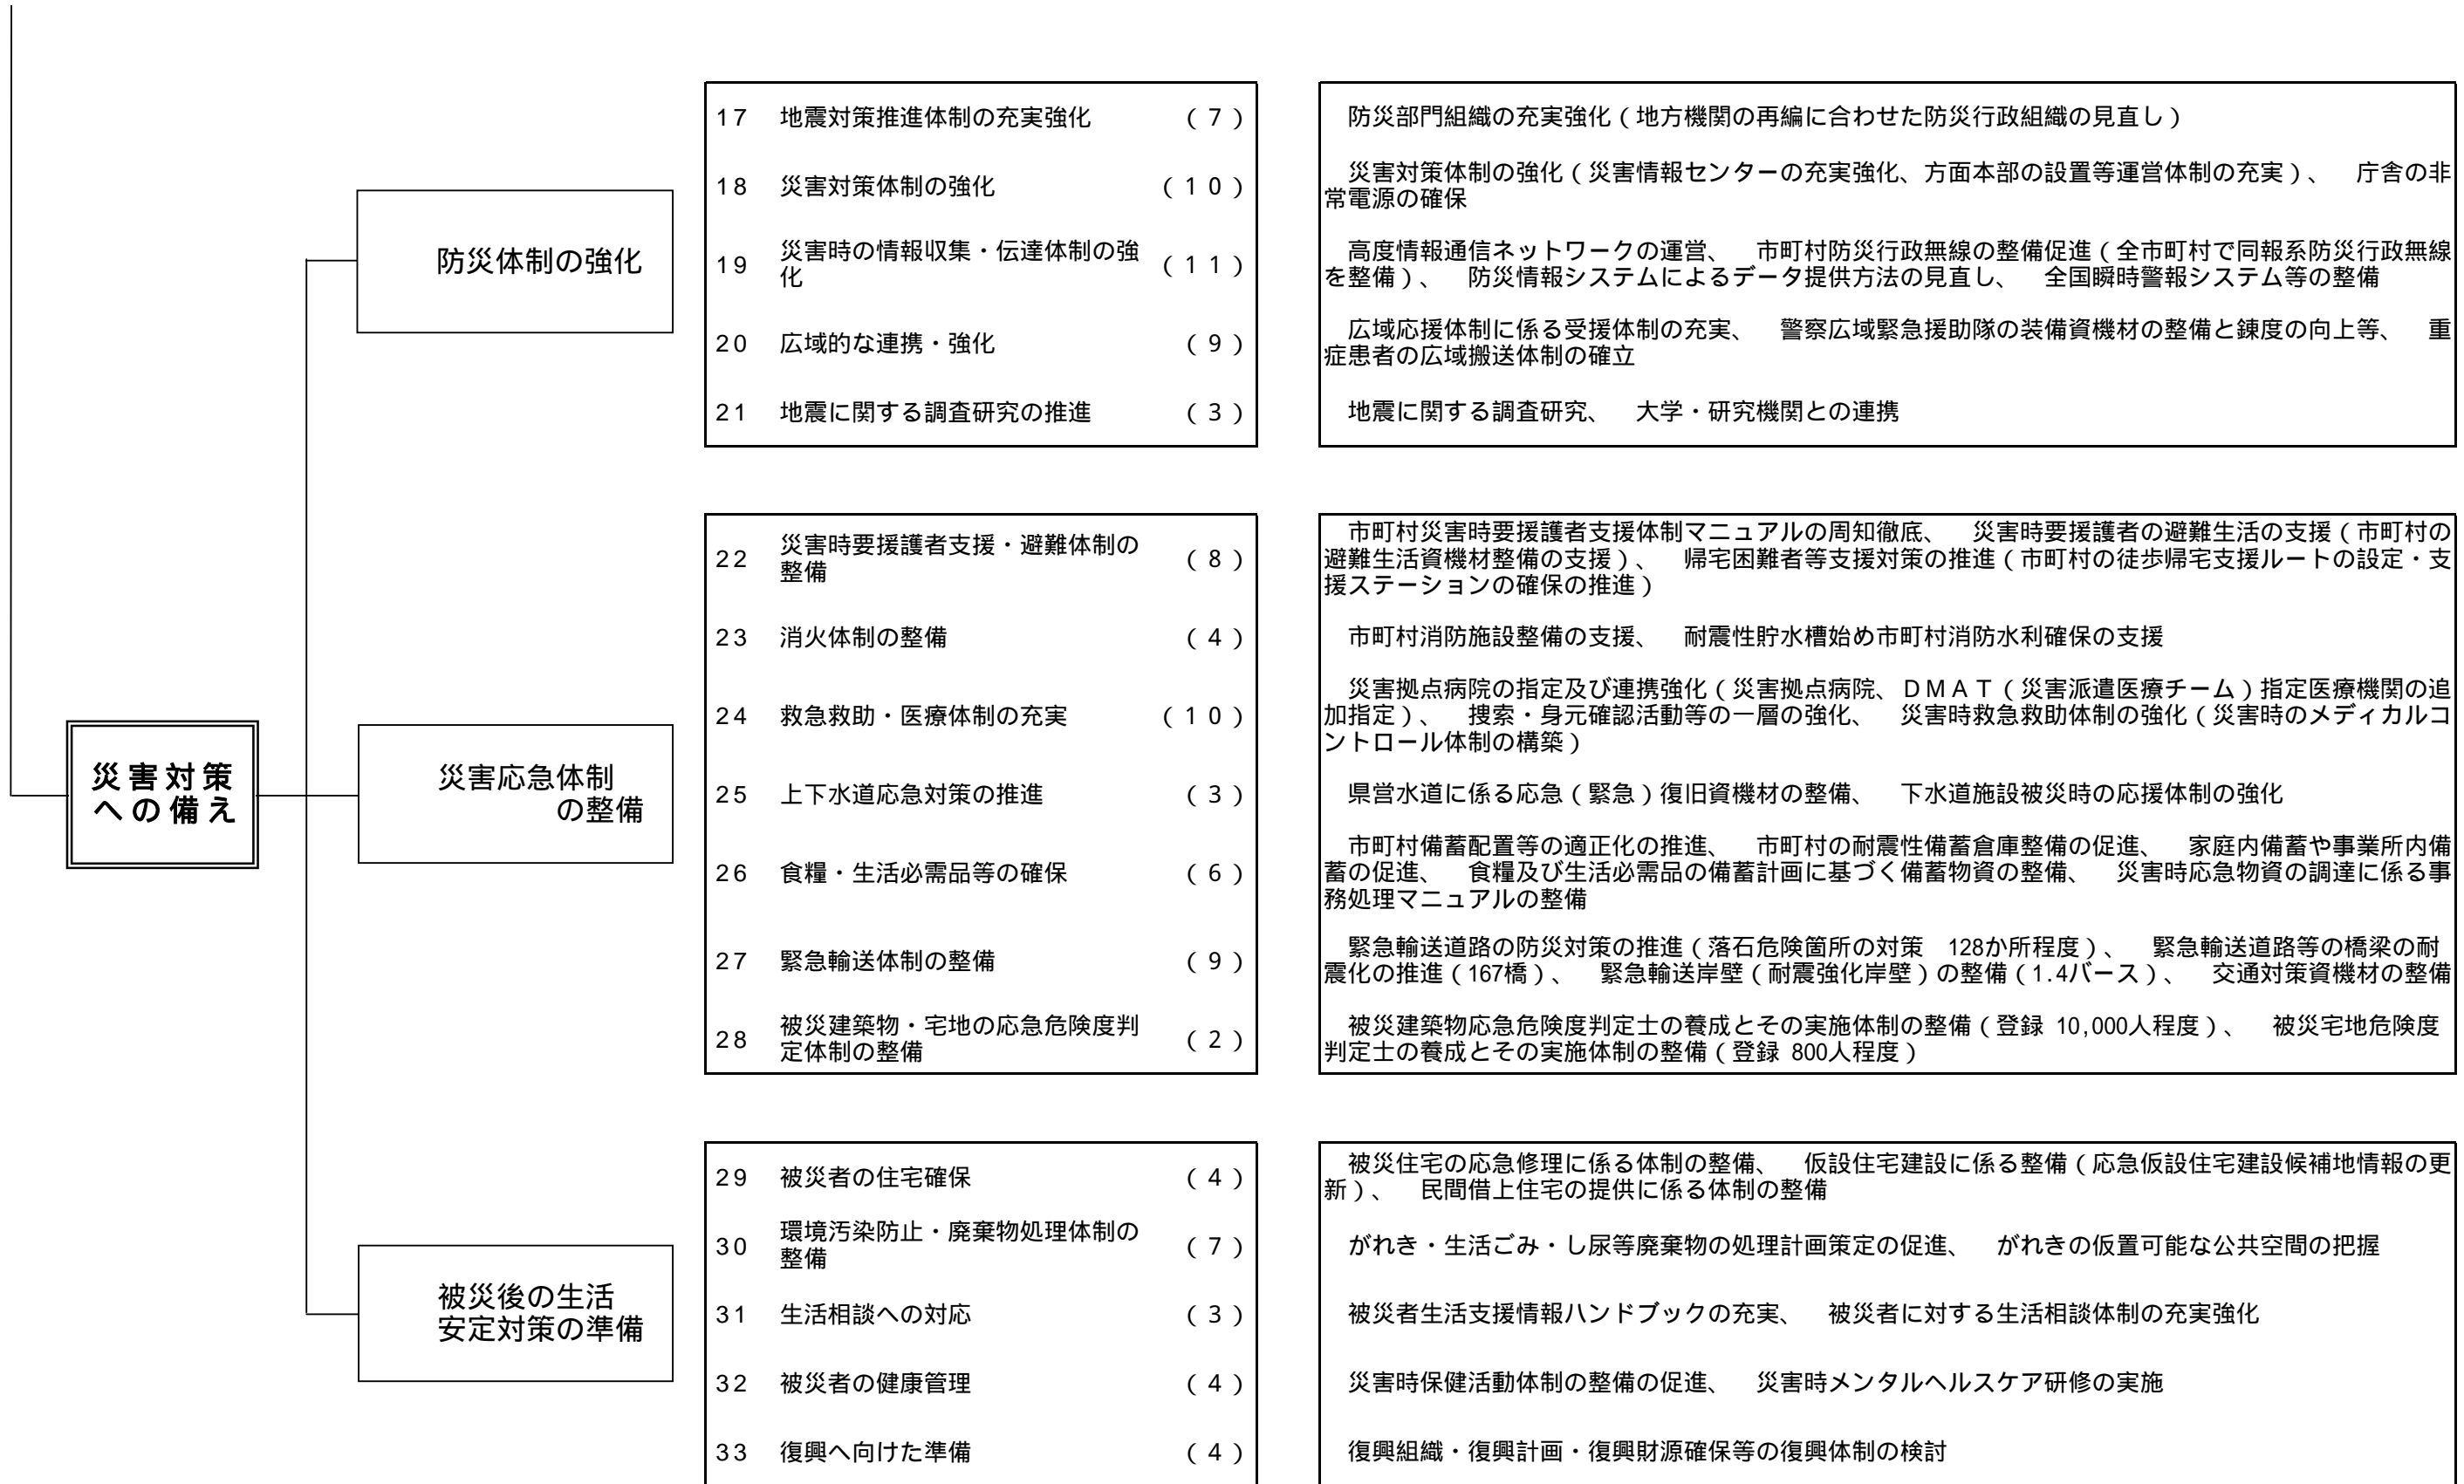 災害対策
への備え
防災体制の強化
17 地震対策推進体制の充実強化 (7)
防災部門組織の充実強化(地方機関の再編に合わせた防災行政組織の見直し)
18 災害対策体制の強化 (10)
災害対策体制の強化(災害情報センターの充実強化、方面本部の設置等運営体制の充実)、 庁舎の非
常電源の確保
19 災害時の情報収集・伝達体制の強
化 (11)
高度情報通信ネットワークの運営、 市町村防災行政無線の整備促進(全市町村で同報系防災行政無線
を整備)、 防災情報システムによるデータ提供方法の見直し、 全国瞬時警報システム等の整備
20 広域的な連携・強化 (9)
広域応援体制に係る受援体制の充実、 警察広域緊急援助隊の装備資機材の整備と錬度の向上等、 重
症患者の広域搬送体制の確立
21 地震に関する調査研究の推進 (3)
地震に関する調査研究、 大学・研究機関との連携
災害応急体制
の整備
22 災害時要援護者支援・避難体制の
整備 (8)
市町村災害時要援護者支援体制マニュアルの周知徹底、 災害時要援護者の避難生活の支援(市町村の
避難生活資機材整備の支援)、 帰宅困難者等支援対策の推進(市町村の徒歩帰宅支援ルートの設定・支
援ステーションの確保の推進)
23 消火体制の整備 (4)
市町村消防施設整備の支援、 耐震性貯水槽始め市町村消防水利確保の支援
24 救急救助・医療体制の充実 (10)
災害拠点病院の指定及び連携強化(災害拠点病院、DMAT(災害派遣医療チーム)指定医療機関の追
加指定)、 捜索・身元確認活動等の一層の強化、 災害時救急救助体制の強化(災害時のメディカルコ
ントロール体制の構築)
25 上下水道応急対策の推進 (3)
県営水道に係る応急(緊急)復旧資機材の整備、 下水道施設被災時の応援体制の強化
26 食糧・生活必需品等の確保 (6)
市町村備蓄配置等の適正化の推進、 市町村の耐震性備蓄倉庫整備の促進、 家庭内備蓄や事業所内備
蓄の促進、 食糧及び生活必需品の備蓄計画に基づく備蓄物資の整備、 災害時応急物資の調達に係る事
務処理マニュアルの整備
27 緊急輸送体制の整備 (9)
緊急輸送道路の防災対策の推進(落石危険箇所の対策 128か所程度)、 緊急輸送道路等の橋梁の耐
震化の推進(167橋)、 緊急輸送岸壁(耐震強化岸壁)の整備(1.4バース)、 交通対策資機材の整備
28 被災建築物・宅地の応急危険度判
定体制の整備 (2)
被災建築物応急危険度判定士の養成とその実施体制の整備(登録 10,000人程度)、 被災宅地危険度
判定士の養成とその実施体制の整備(登録 800人程度)
被災後の生活
安定対策の準備
29 被災者の住宅確保 (4)
被災住宅の応急修理に係る体制の整備、 仮設住宅建設に係る整備(応急仮設住宅建設候補地情報の更
新)、 民間借上住宅の提供に係る体制の整備
30 環境汚染防止・廃棄物処理体制の
整備 (7)
がれき・生活ごみ・し尿等廃棄物の処理計画策定の促進、 がれきの仮置可能な公共空間の把握
31 生活相談への対応 (3)
被災者生活支援情報ハンドブックの充実、 被災者に対する生活相談体制の充実強化
32 被災者の健康管理 (4)
災害時保健活動体制の整備の促進、 災害時メンタルヘルスケア研修の実施
33 復興へ向けた準備 (4)
復興組織・復興計画・復興財源確保等の復興体制の検討